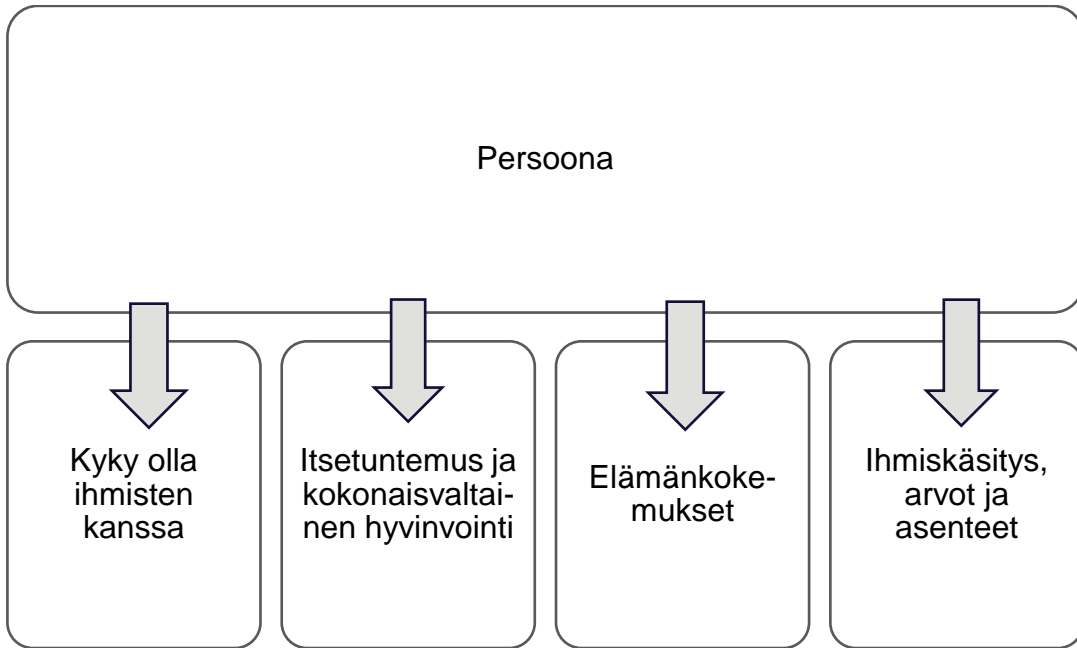 Persoona
Kyky olla
ihmisten
kanssa
Itsetuntemus ja
kokonaisvaltai-
nen hyvinvointi
Elämänkoke-
mukset
Ihmiskäsitys,
arvot ja
asenteet